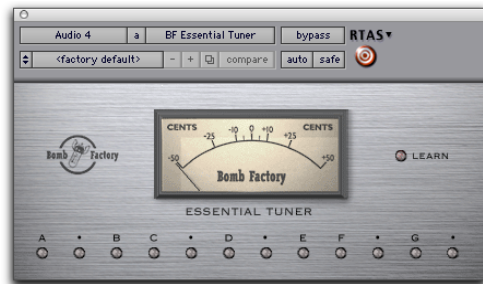 Audio 4 a BF Essential Tuner bypass RTAS
<factory default> - + compare auto safe
CENTS CENTS
-50 -25 -10 0 +10 +25 +50
Bomb Factory
Bomb Factory
LEARN
ESSENTIAL TUNER
A • B C • D • E F • G •